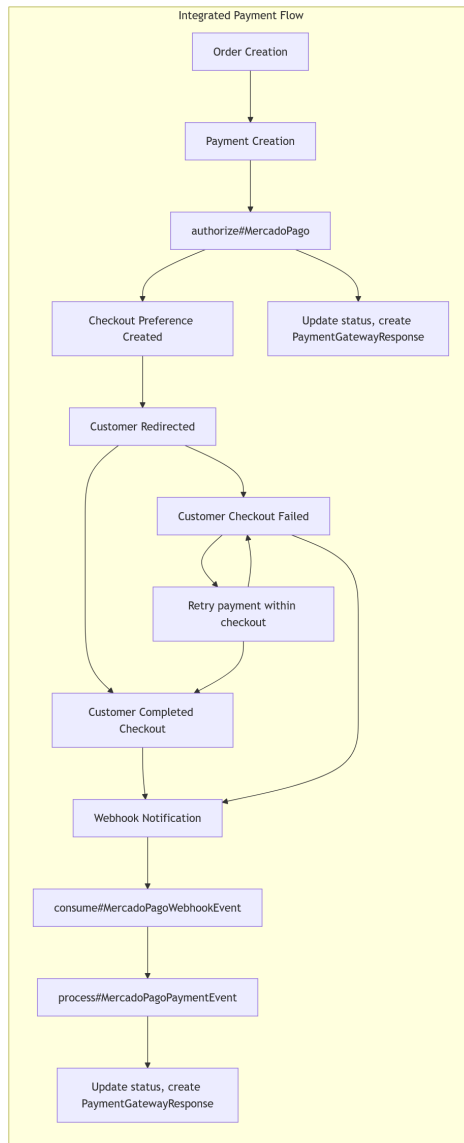 Integrated Payment Flow
Order Creation
Payment Creation
authorize#MercadoPago
Checkout Preference
Created
Update status, create
PaymentGatewayResponse
Customer Redirected
Customer Checkout Failed
Retry payment within
checkout
Customer Completed
Checkout
Webhook Notification
consume#MercadoPagoWebhookEvent
process#MercadoPagoPaymentEvent
Update status, create
PaymentGatewayResponse